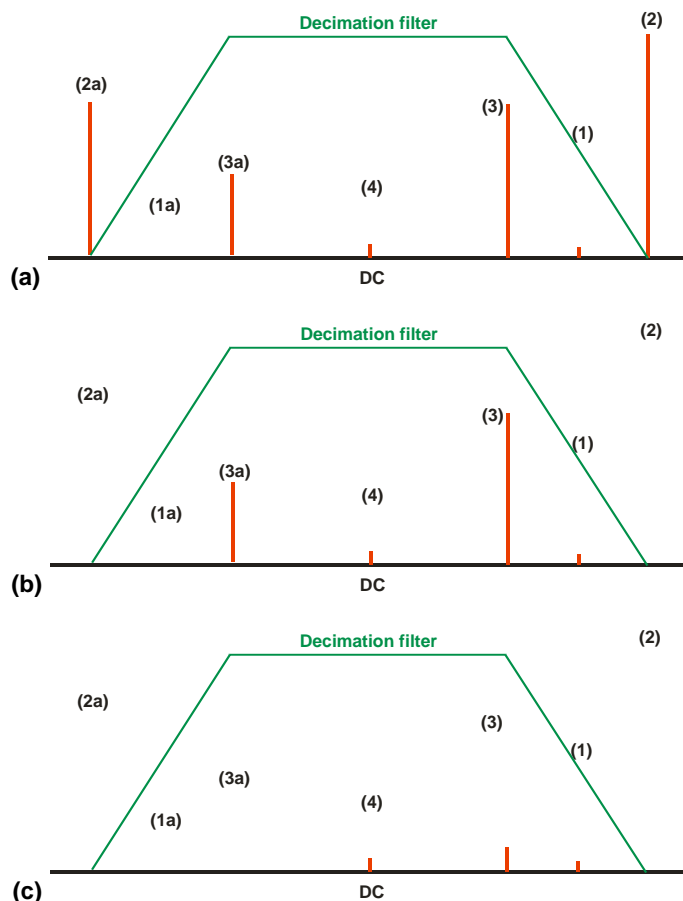 Decimation filter
(2)
(2a)
(3)
(1)
(3a)
(4)
(1a)
(a)
DC
Decimation filter
(2)
(2a)
(3)
(1)
(3a)
(4)
(1a)
(b)
DC
Decimation filter
(2)
(2a)
(3)
(1)
(3a)
(4)
(1a)
(c)
DC